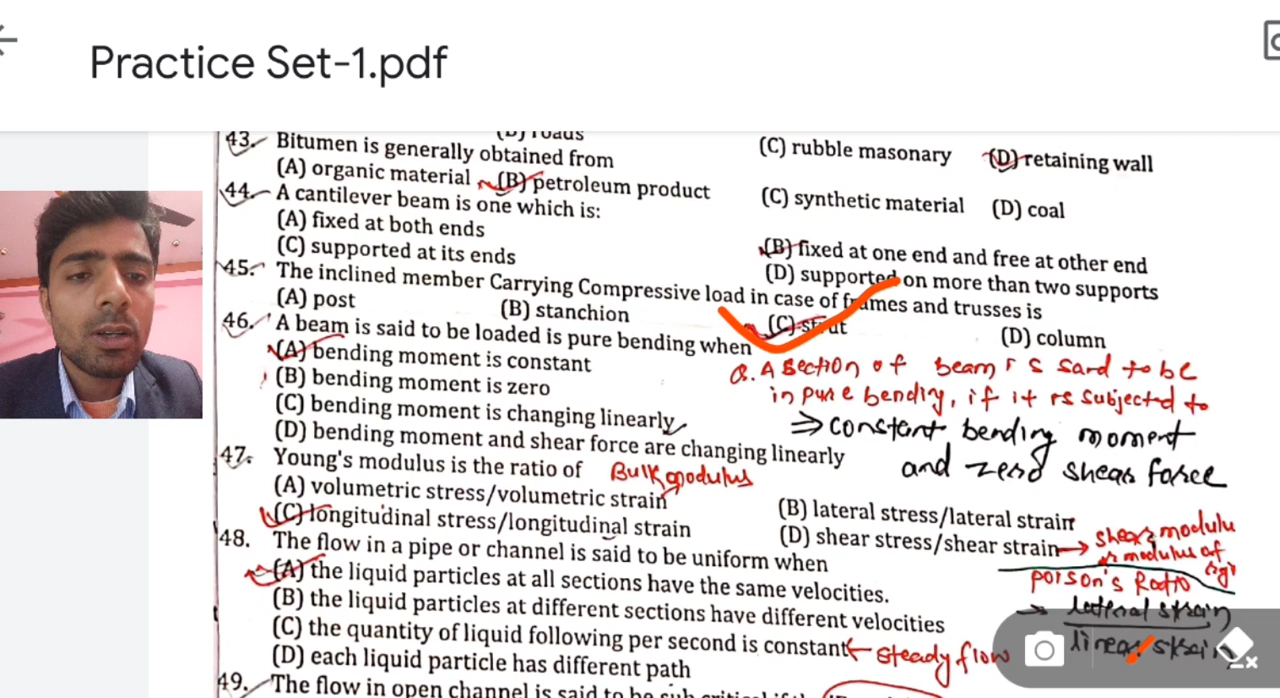 Practice Set-1.pdf
(D) roads
(C) rubble masonary (D) retaining wall
43. Bitumen is generally obtained from
(A) organic material (B) petroleum product (C) synthetic material (D) coal
44. A cantilever beam is one which is:
(A) fixed at both ends (B) fixed at one end and free at other end
(C) supported at its ends (D) supported on more than two supports
45. The inclined member Carrying Compressive load in case of frames and trusses is
(A) post (B) stanchion (C) strut (D) column
46. A beam is said to be loaded is pure bending when
(A) bending moment is constant
(B) bending moment is zero
(C) bending moment is changing linearly
(D) bending moment and shear force are changing linearly
Q. A section of beam is said to be
in pure bending, if it is subjected to
⇒ constant bending moment
and zero shear force
47. Young's modulus is the ratio of Bulk modulus
(A) volumetric stress/volumetric strain (B) lateral stress/lateral strain
(C) longitudinal stress/longitudinal strain (D) shear stress/shear strain → shear modulu
modulus of
poison's Ratio
→ lateral strain
linear strain
48. The flow in a pipe or channel is said to be uniform when
(A) the liquid particles at all sections have the same velocities.
(B) the liquid particles at different sections have different velocities
(C) the quantity of liquid following per second is constant ← steady flow
(D) each liquid particle has different path
49. The flow in open channel is said to be sub critical if the